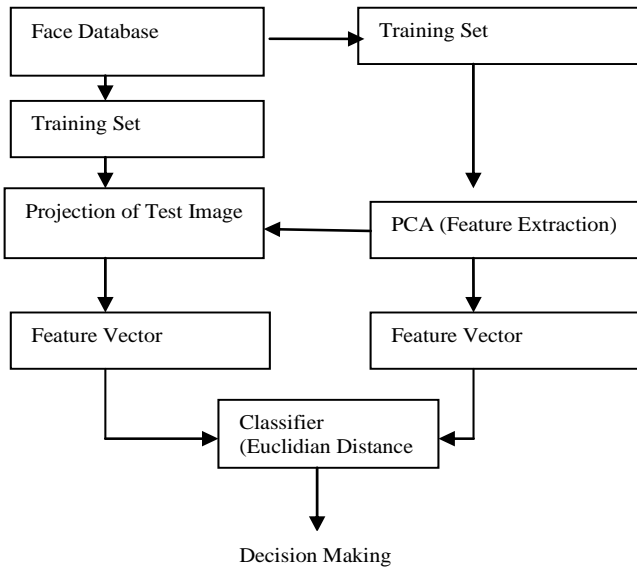 Face Database
Training Set
Training Set
Projection of Test Image
PCA (Feature Extraction)
Feature Vector
Feature Vector
Classifier
(Euclidian Distance
Decision Making